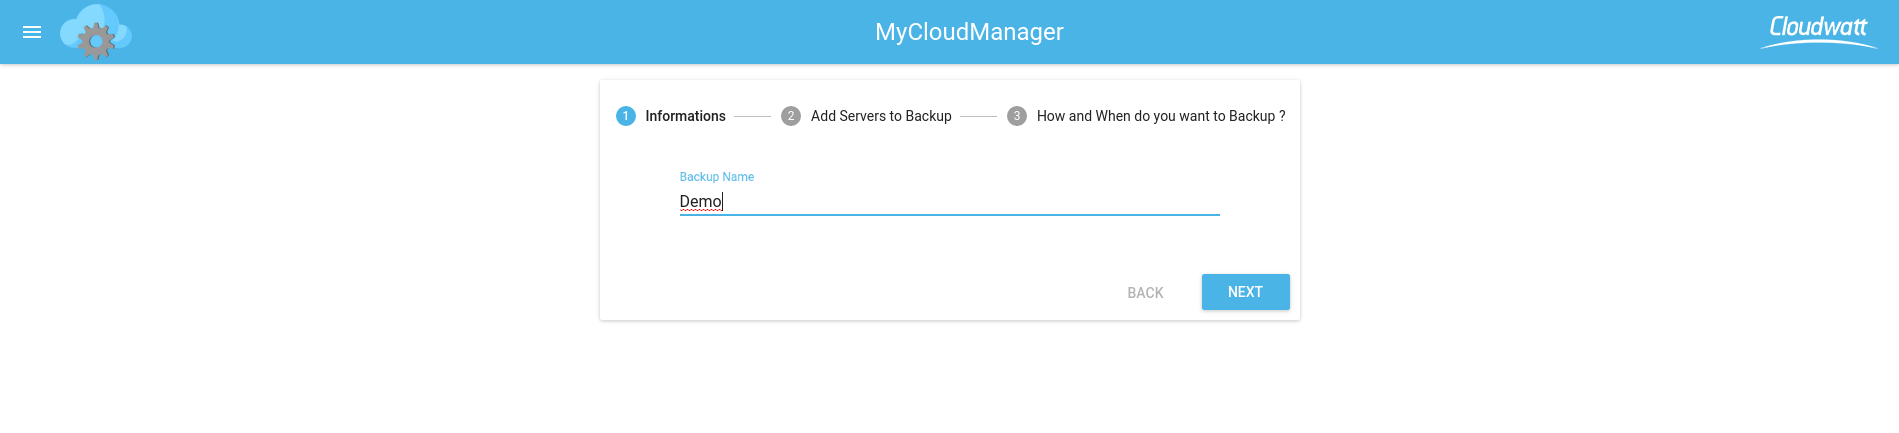 MyCloudManager
Cloudwatt
1 Informations 2 Add Servers to Backup 3 How and When do you want to Backup ?
Backup Name
Demo
BACK NEXT